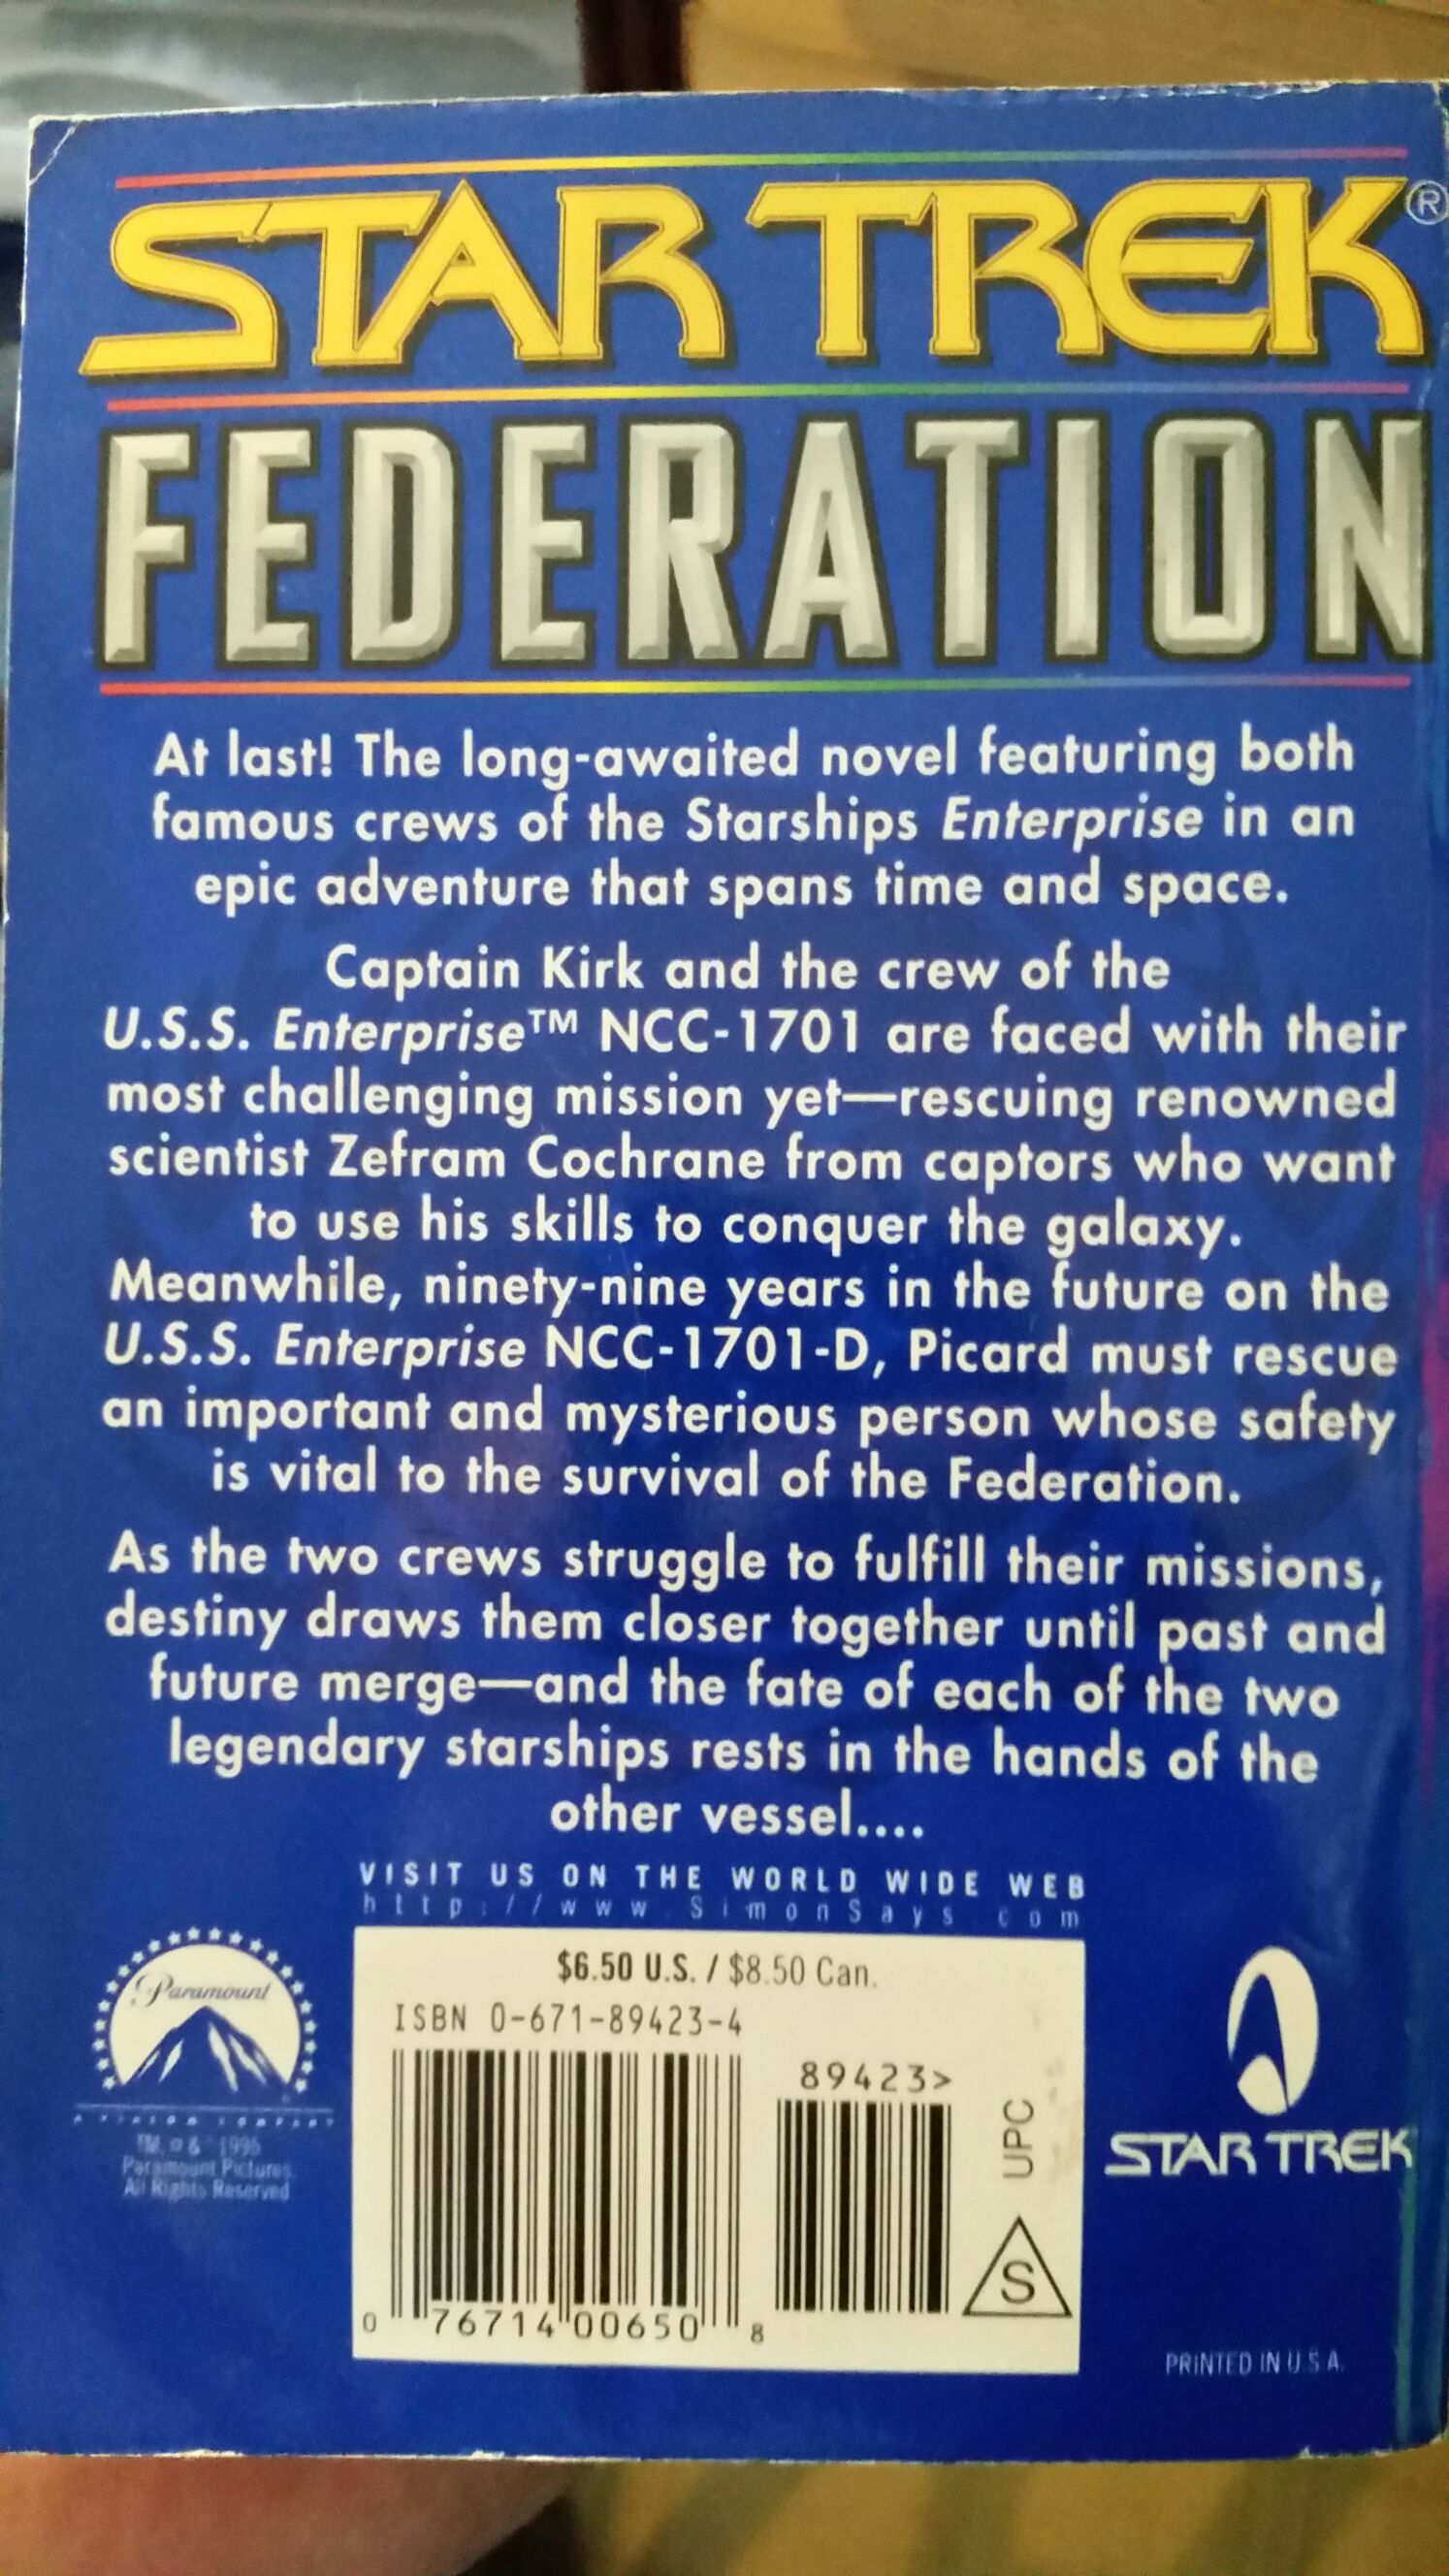 STAR TREK®
FEDERATION
At last! The long-awaited novel featuring both
famous crews of the Starships Enterprise in an
epic adventure that spans time and space.
Captain Kirk and the crew of the
U.S.S. Enterprise™ NCC-1701 are faced with their
most challenging mission yet—rescuing renowned
scientist Zefram Cochrane from captors who want
to use his skills to conquer the galaxy.
Meanwhile, ninety-nine years in the future on the
U.S.S. Enterprise NCC-1701-D, Picard must rescue
an important and mysterious person whose safety
is vital to the survival of the Federation.
As the two crews struggle to fulfill their missions,
destiny draws them closer together until past and
future merge—and the fate of each of the two
legendary starships rests in the hands of the
other vessel....
VISIT US ON THE WORLD WIDE WEB
http://www.SimonSays.com
Paramount
A VIACOM COMPANY
TM, ® &
Paramount Pictures.
All Rights Reserved
$6.50 U.S. / $8.50 Can.
ISBN 0-671-89423-4
89423>
0 76714 00650 8
UPC
S
STAR TREK
PRINTED IN U.S.A.